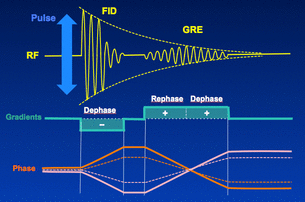 Pulse
FID
GRE
RF
Dephase
Rephase Dephase
Gradients
– + +
Phase